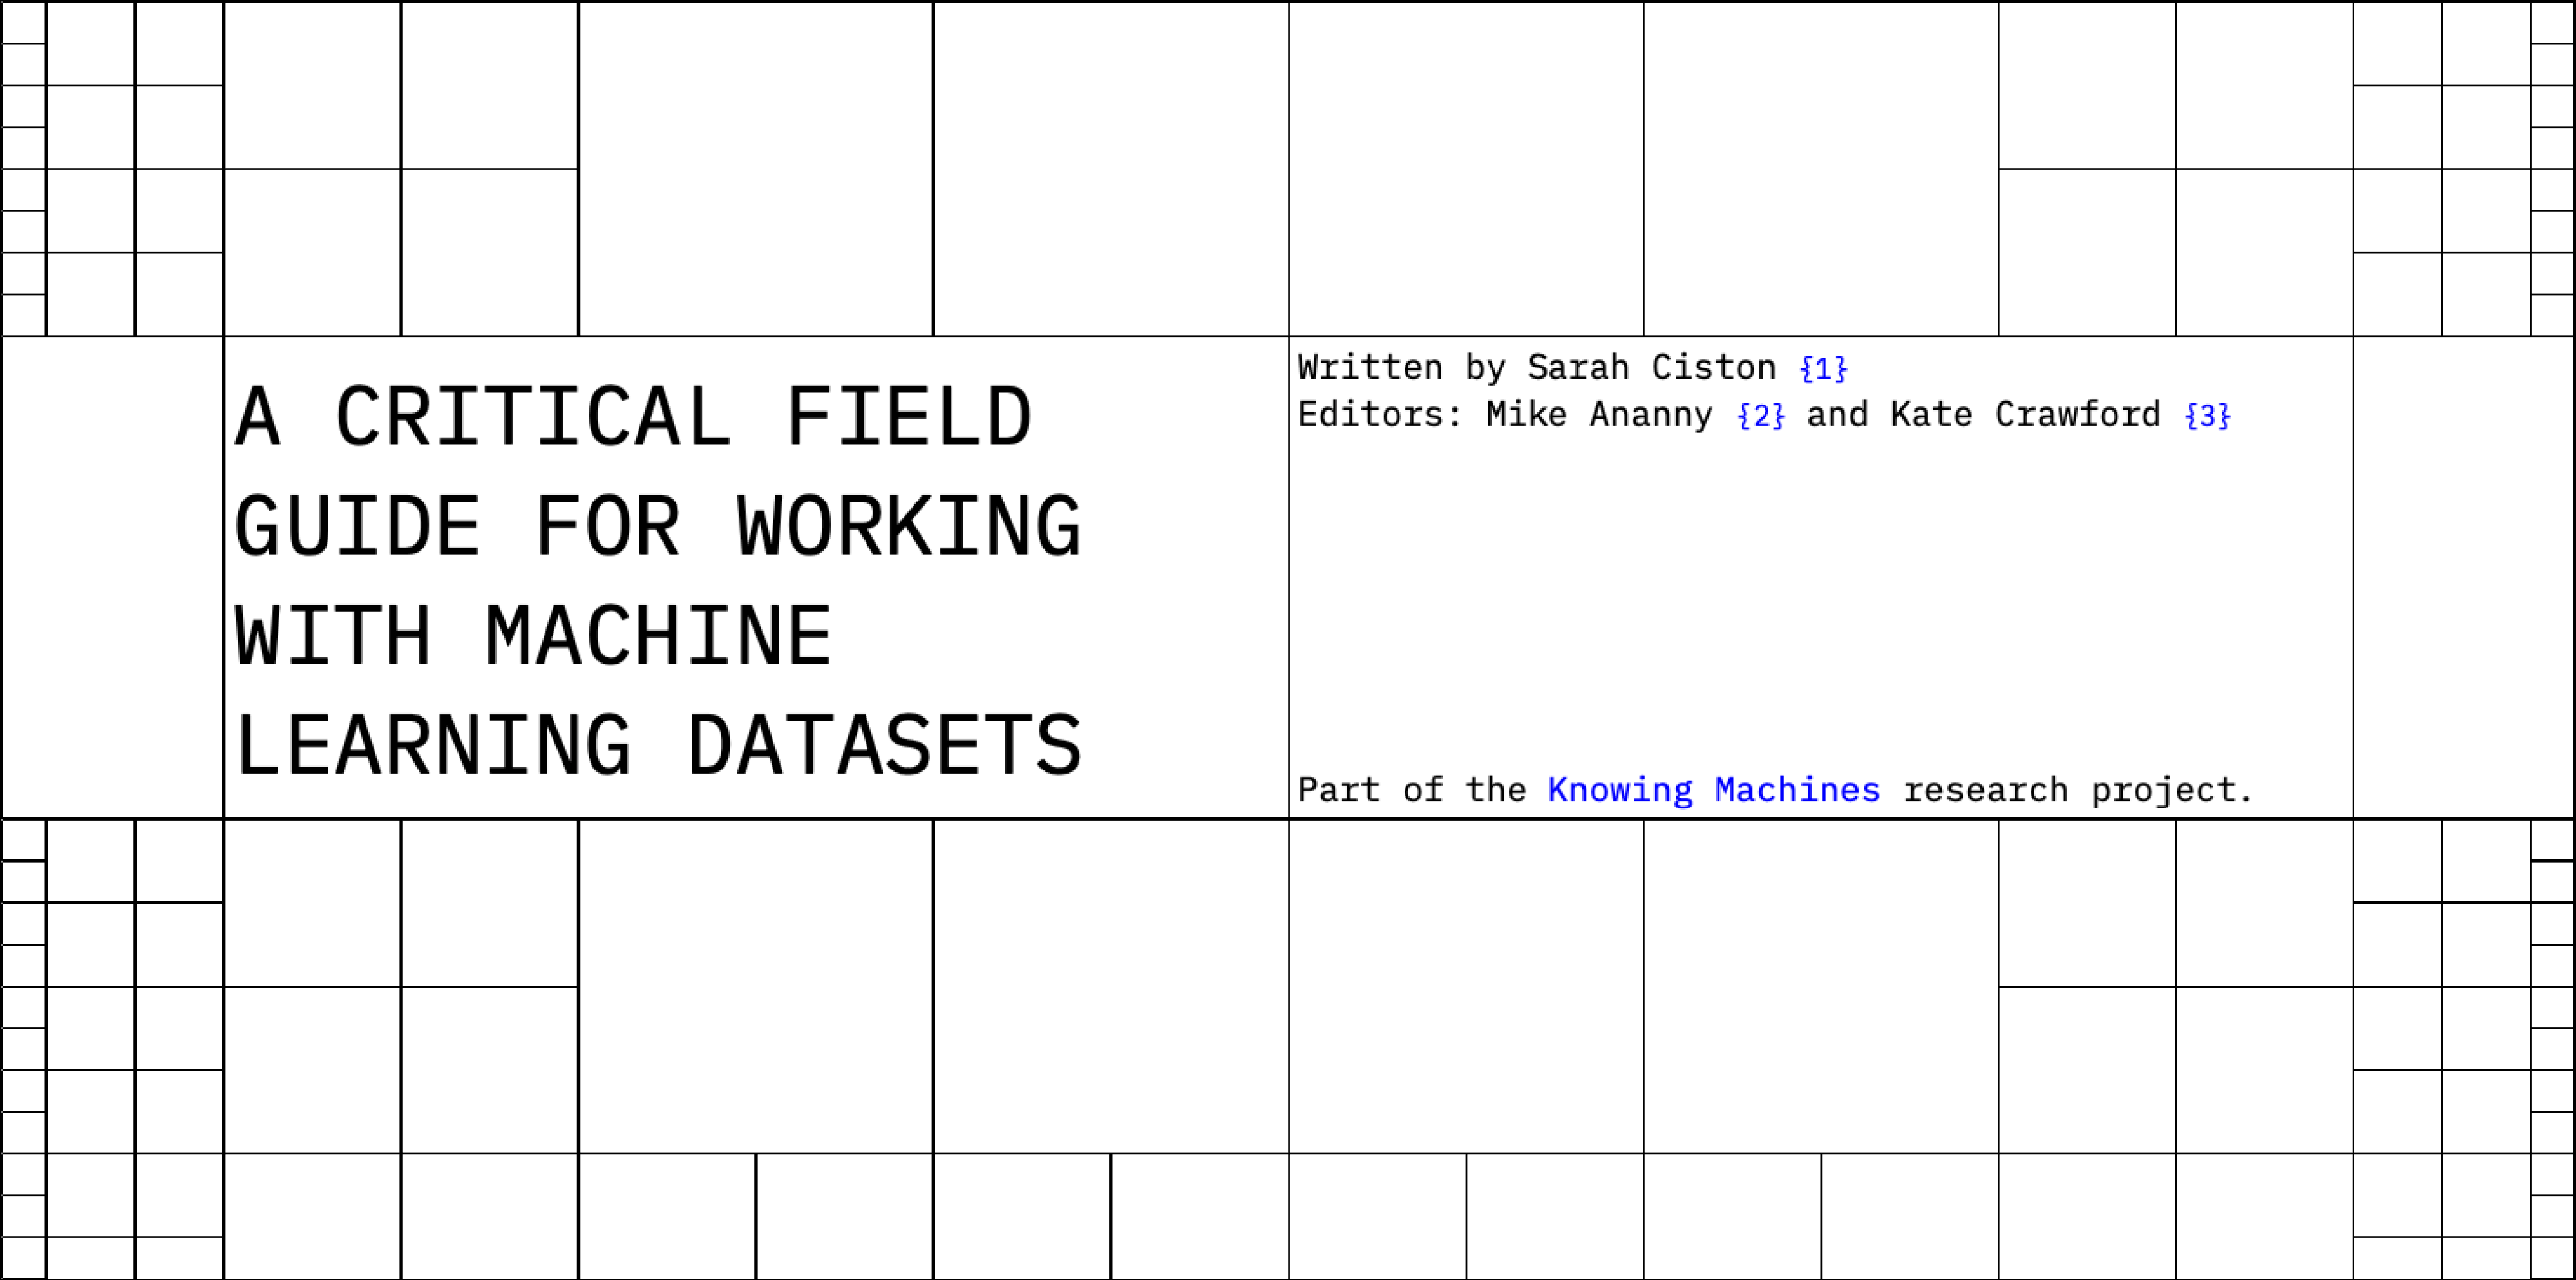 A CRITICAL FIELD
GUIDE FOR WORKING
WITH MACHINE
LEARNING DATASETS
Written by Sarah Ciston {1}
Editors: Mike Ananny {2} and Kate Crawford {3}
Part of the Knowing Machines research project.